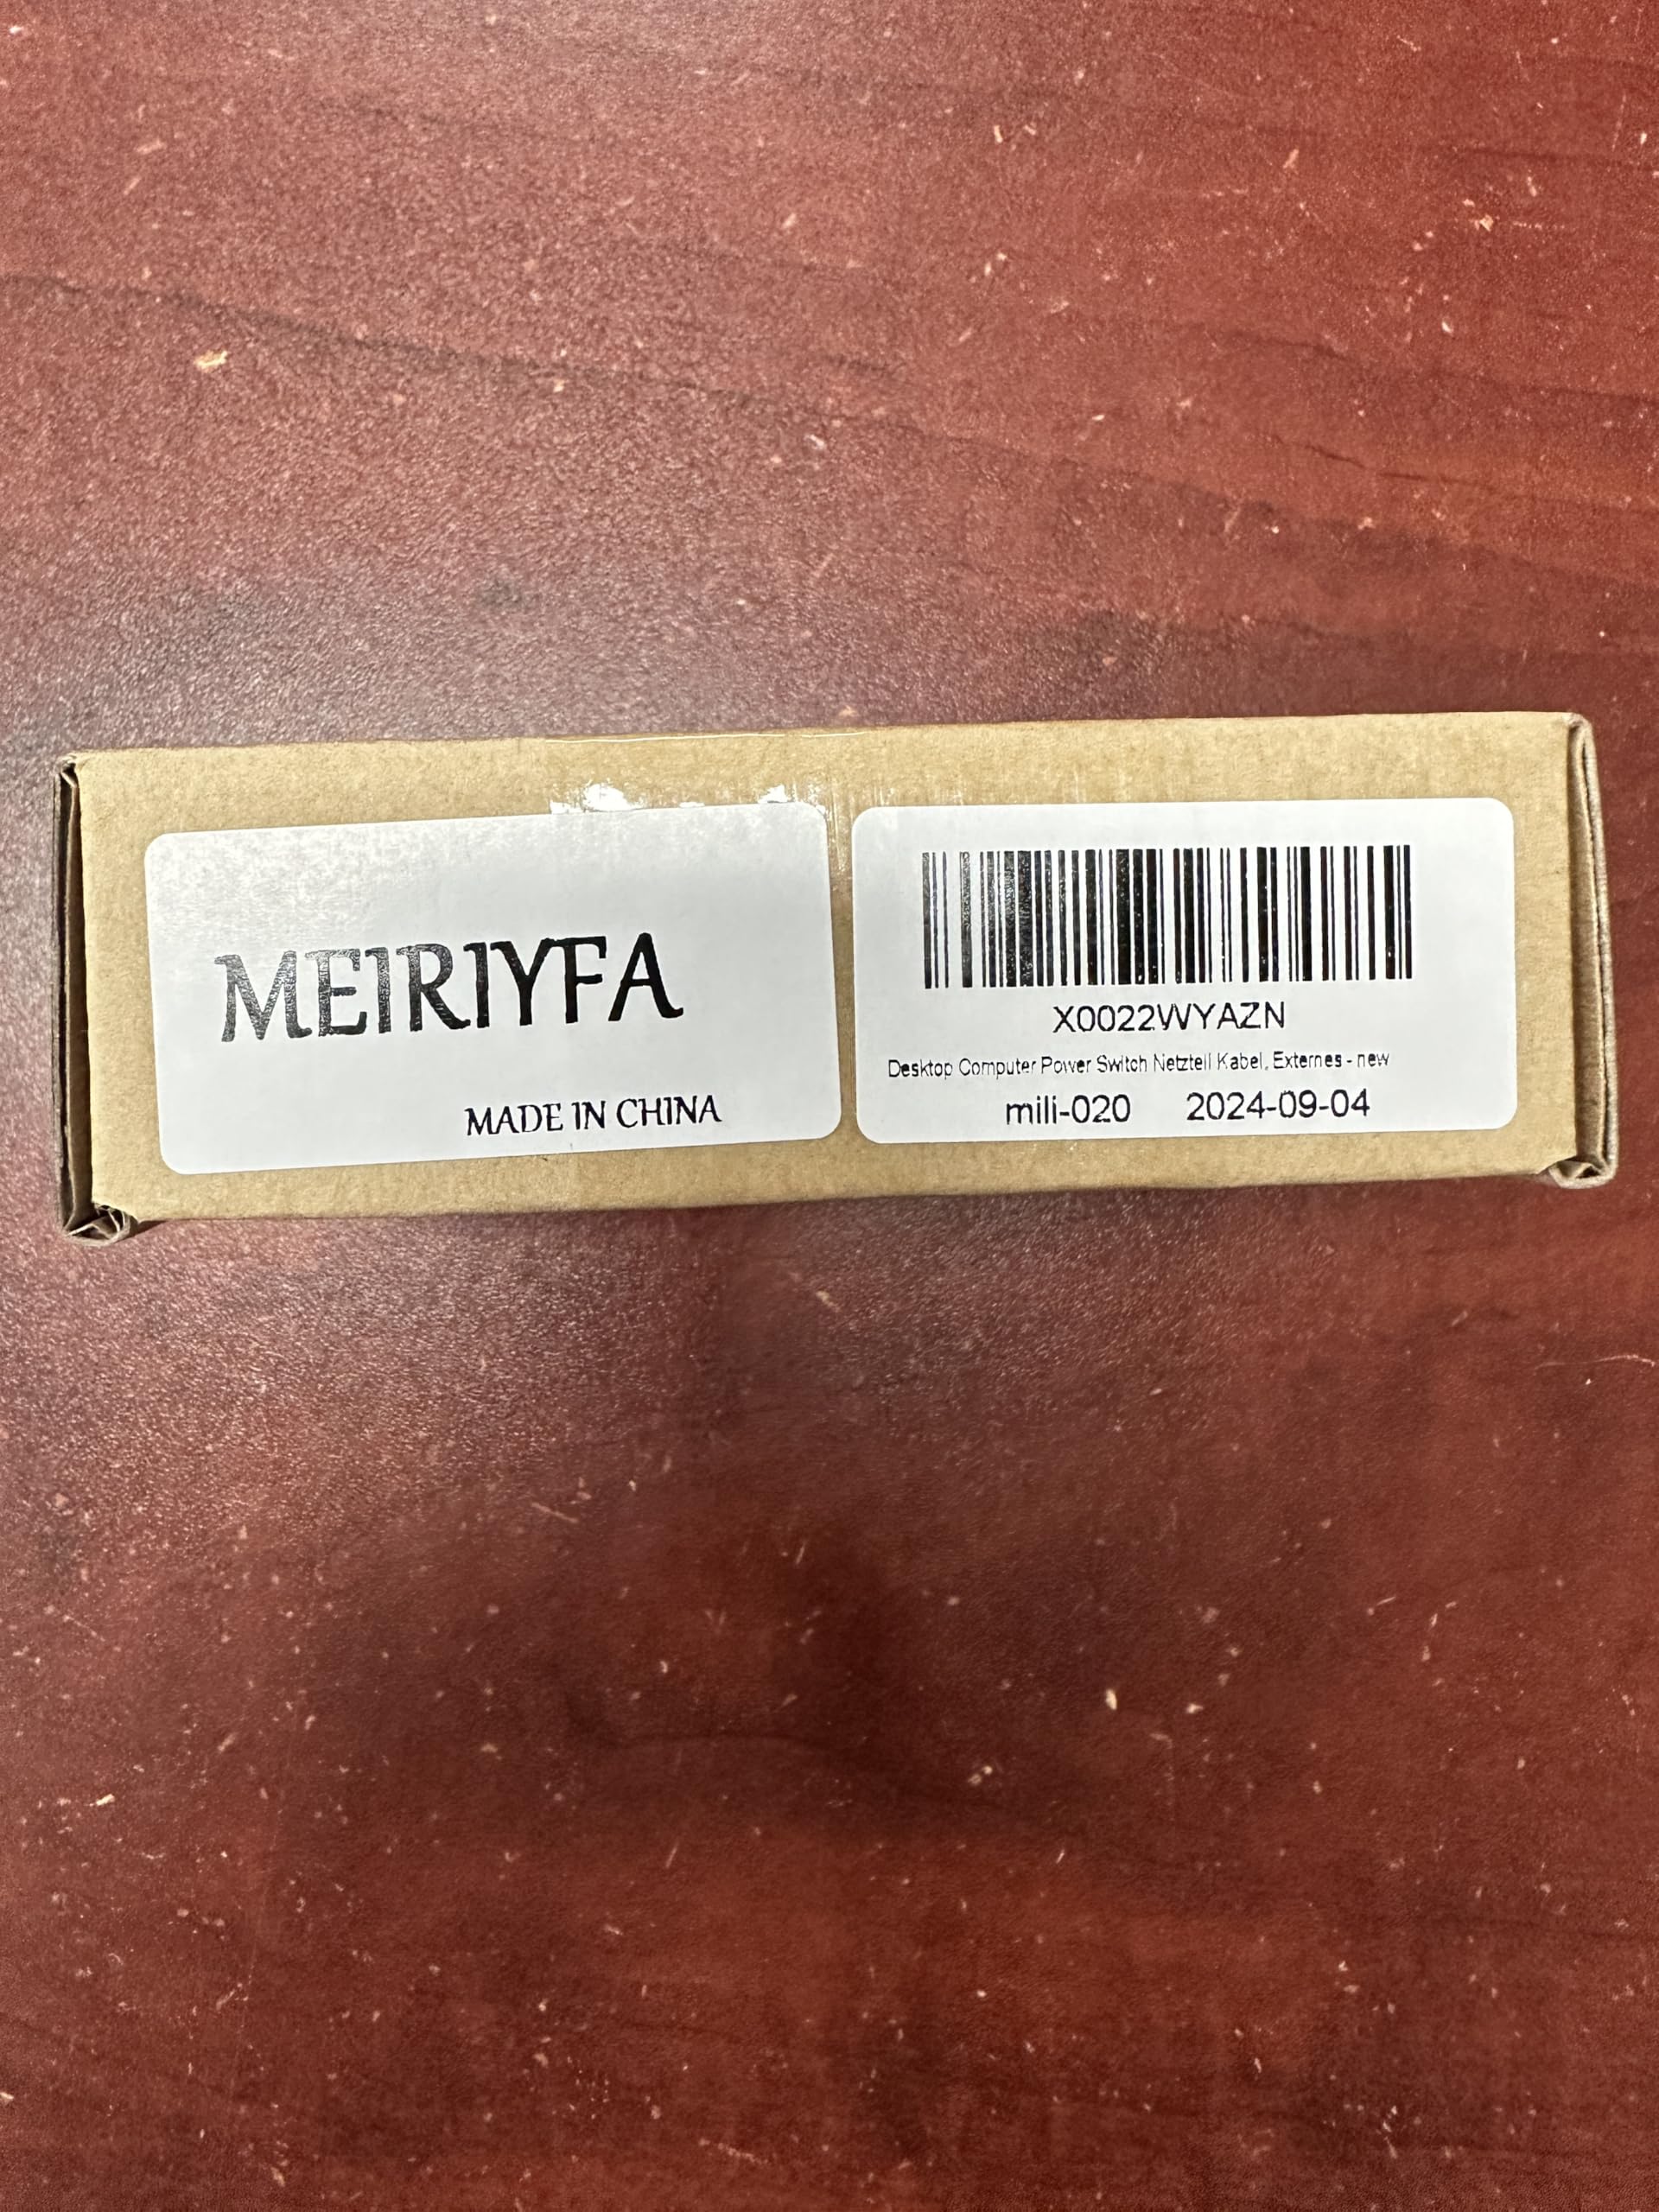 MEIRIYFA
MADE IN CHINA
X0022WYAZN
Desktop Computer Power Switch Netzteil Kabel, Externes - new
mili-020 2024-09-04